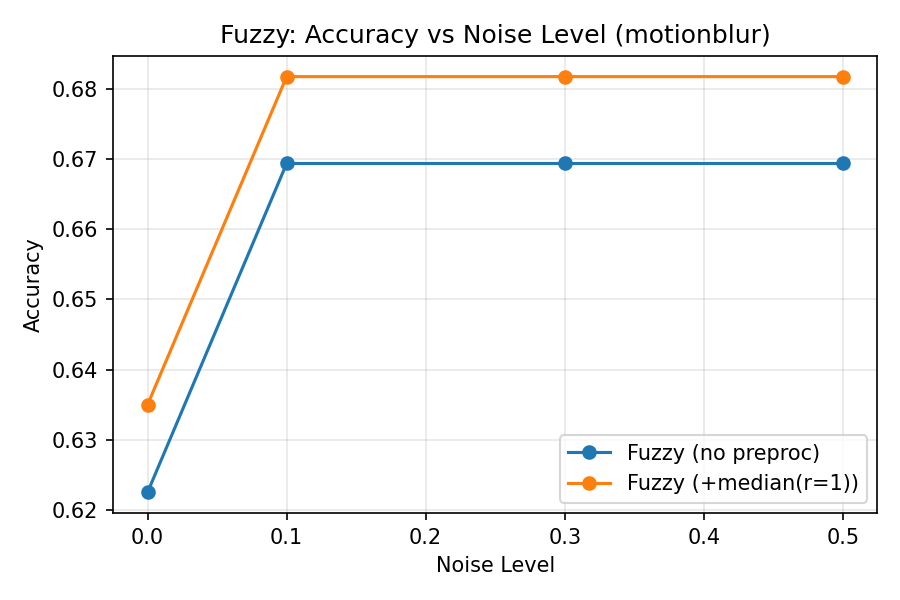 Fuzzy: Accuracy vs Noise Level (motionblur)
Accuracy
0.68
0.67
0.66
0.65
0.64
0.63
0.62
Fuzzy (no preproc)
Fuzzy (+median(r=1))
0.0 0.1 0.2 0.3 0.4 0.5
Noise Level